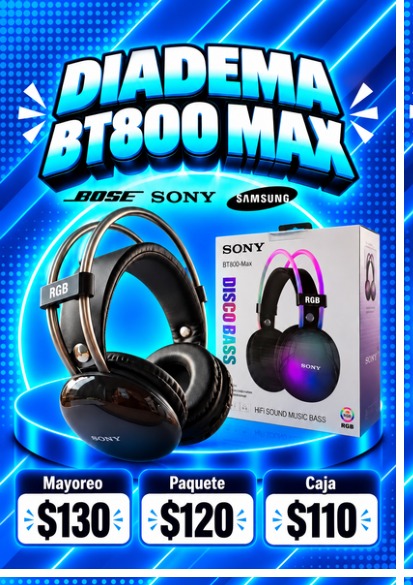 DIADEMA
BT800 MAX
BOSE SONY SAMSUNG
RGB
SONY
SONY
BT800-Max
DISCO BASS
RGB
SONY
SONY
HIFI SOUND MUSIC BASS
RGB
Mayoreo
$130
Paquete
$120
Caja
$110